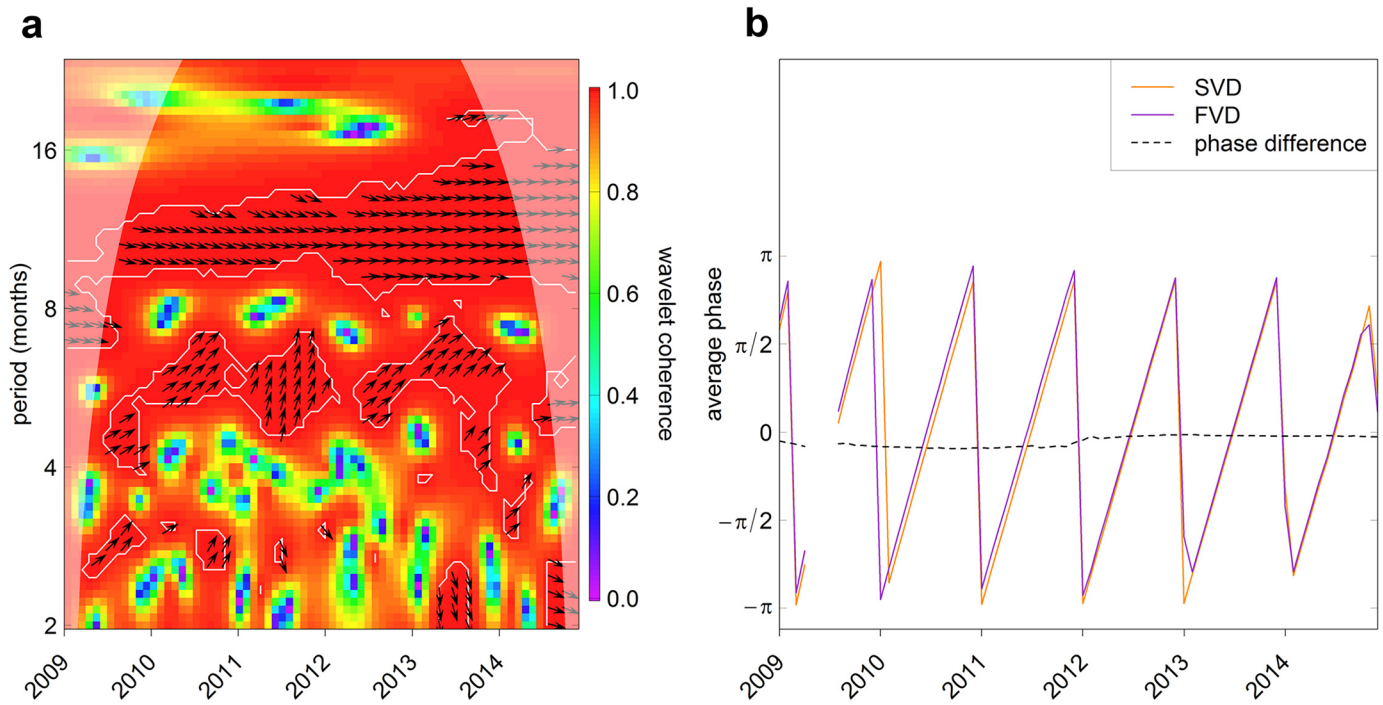 a
period (months)
16
8
4
2
2009
2010
2011
2012
2013
2014
1.0
0.8
0.6
0.4
0.2
0.0
wavelet coherence
b
average phase
π
π/2
0
−π/2
−π
2009
2010
2011
2012
2013
2014
SVD
FVD
phase difference